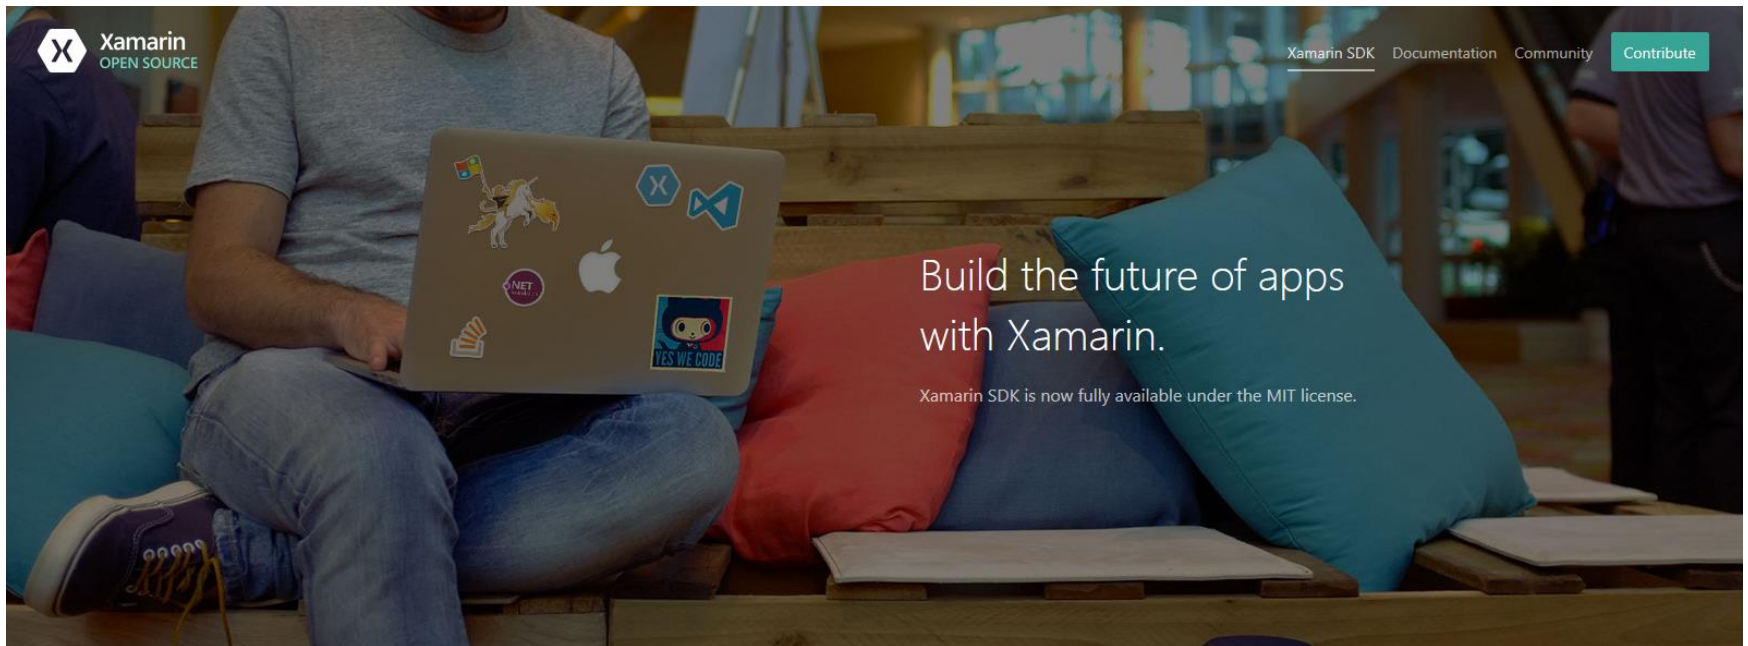 Xamarin
OPEN SOURCE
Xamarin SDK
Documentation
Community
Contribute
NET
YES WE CODE
Build the future of apps
with Xamarin.
Xamarin SDK is now fully available under the MIT license.